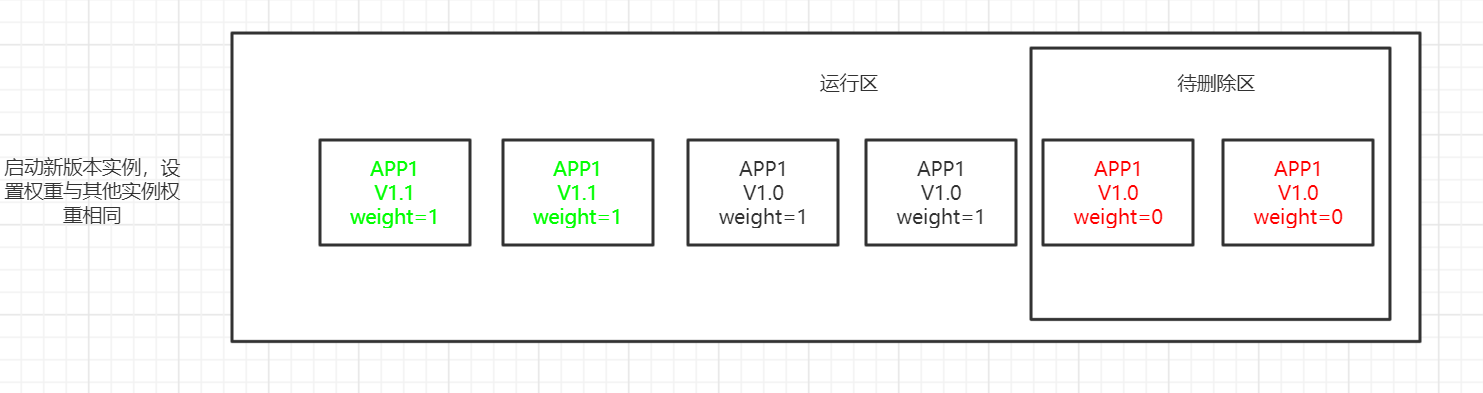 运行区
待删除区
启动新版本实例，设
置权重与其他实例权
重相同
APP1
V1.1
weight=1
APP1
V1.1
weight=1
APP1
V1.0
weight=1
APP1
V1.0
weight=1
APP1
V1.0
weight=0
APP1
V1.0
weight=0